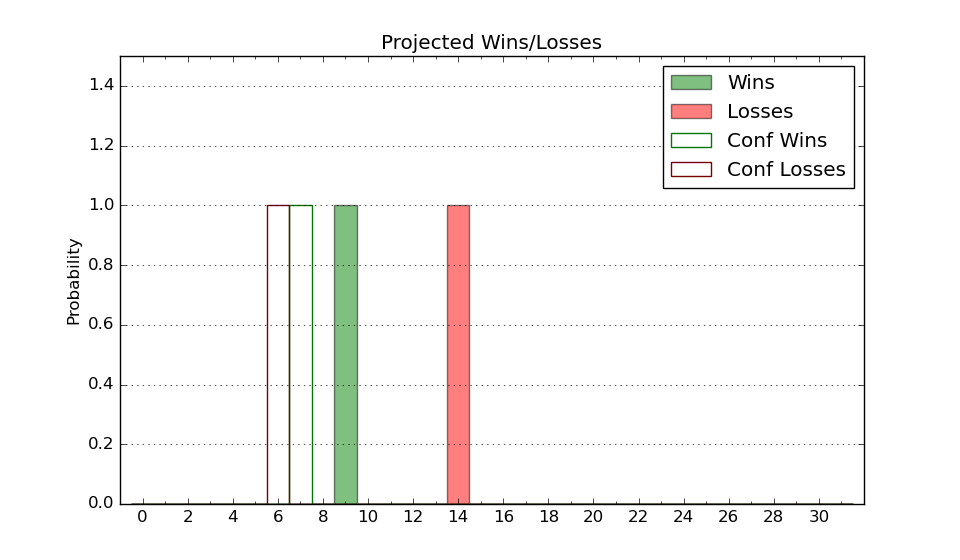 Projected Wins/Losses
Wins
Losses
Conf Wins
Conf Losses
Probability
1.4
1.2
1.0
0.8
0.6
0.4
0.2
0.0
0 2 4 6 8 10 12 14 16 18 20 22 24 26 28 30